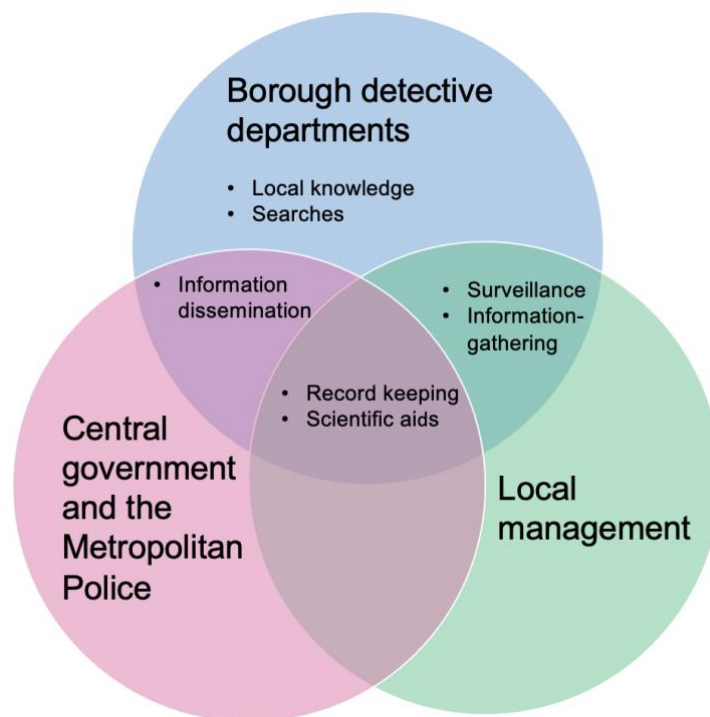 Borough detective
departments
• Local knowledge
• Searches
• Information
dissemination
• Surveillance
• Information-
gathering
• Record keeping
• Scientific aids
Central
government
and the
Metropolitan
Police
Local
management